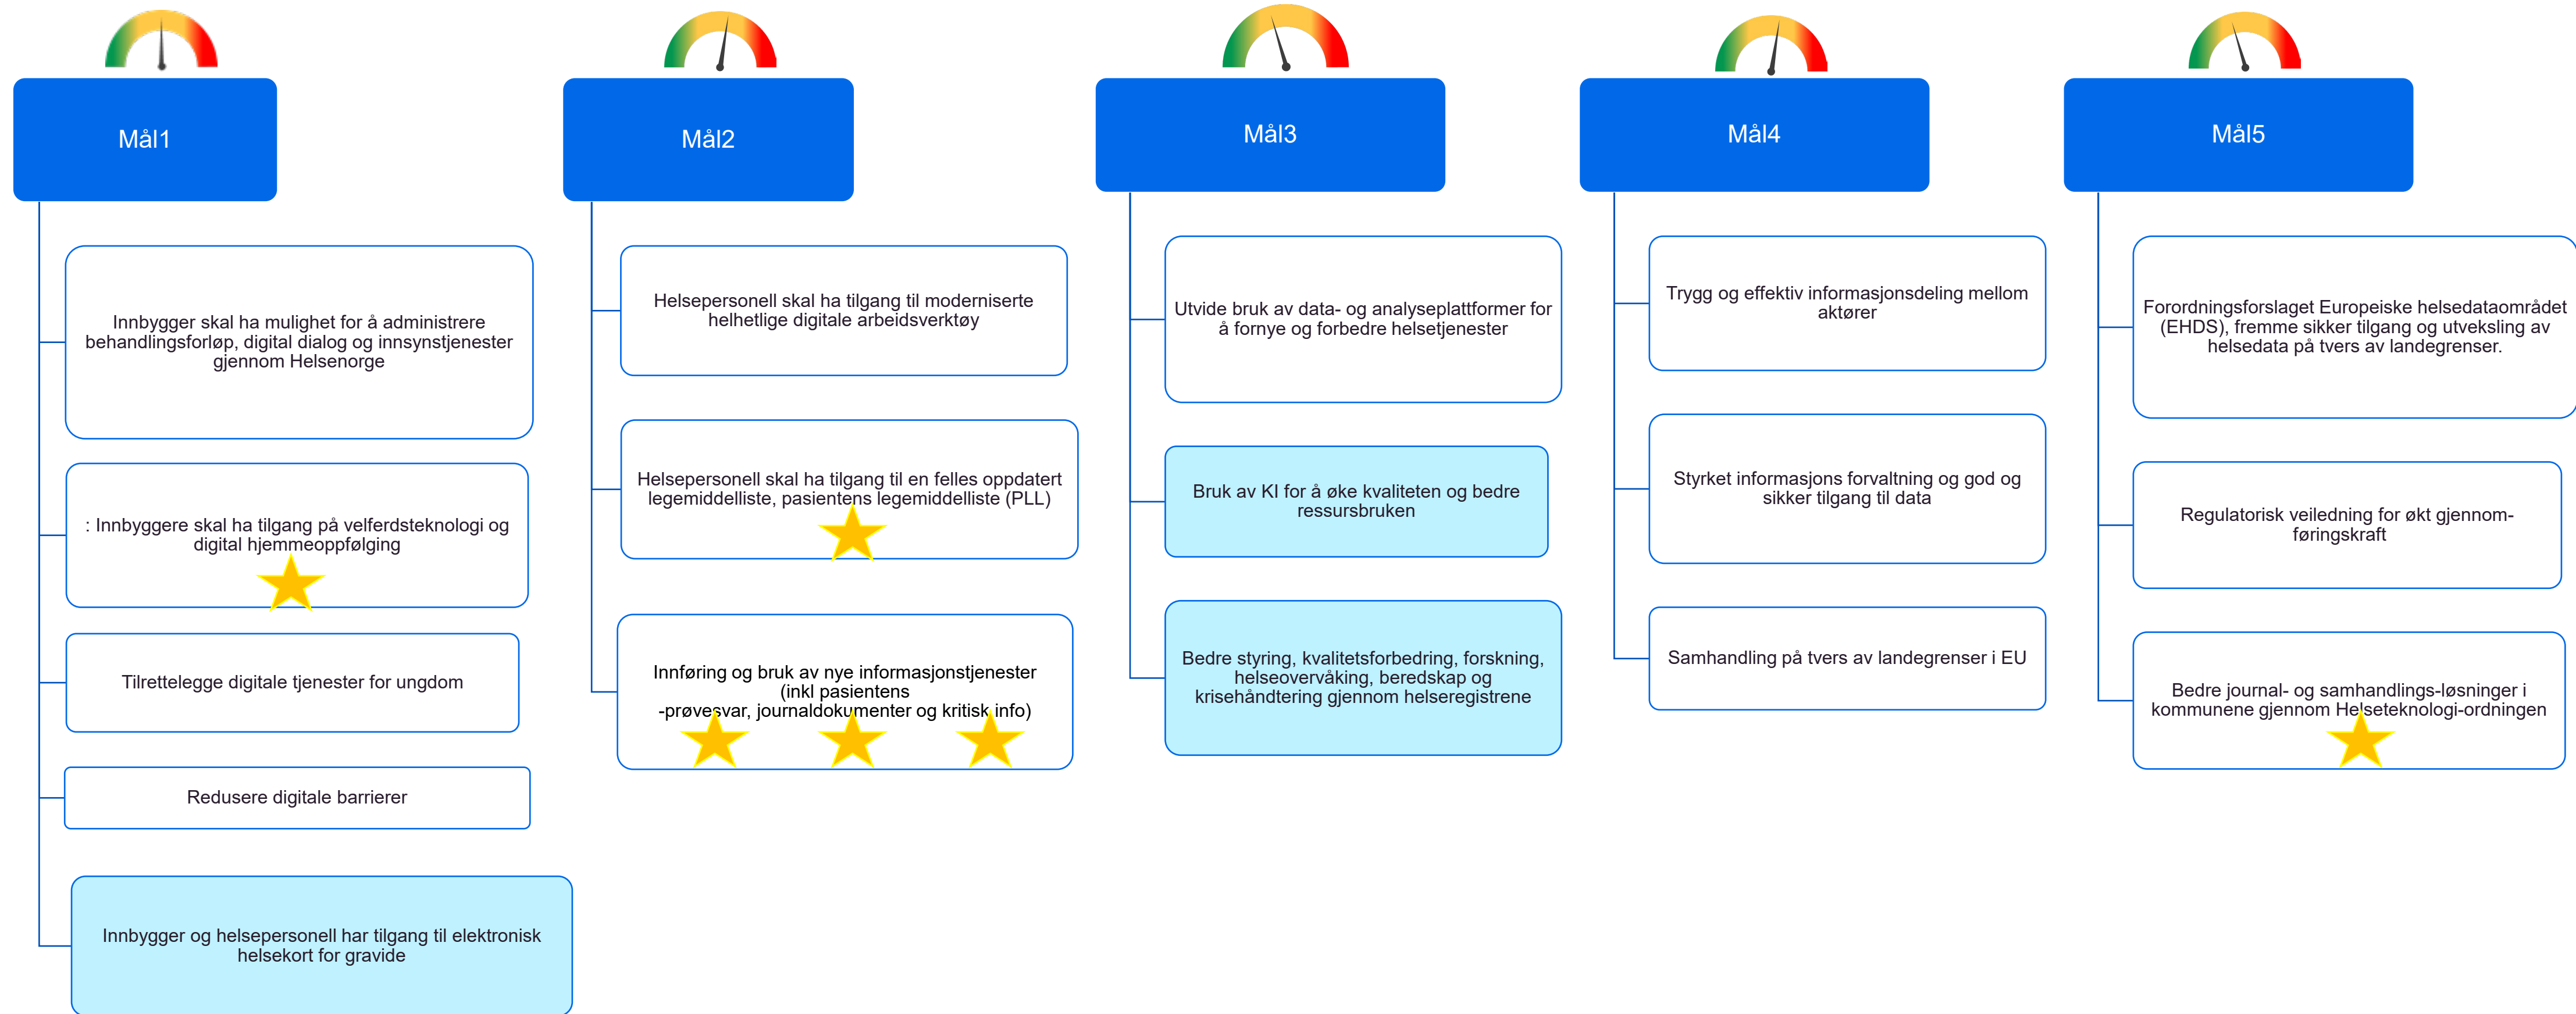 Mål1
Innbygger skal ha mulighet for å administrere
behandlingsforløp, digital dialog og innsynstjenester
gjennom Helsenorge
: Innbyggere skal ha tilgang på velferdsteknologi og
digital hjemmeoppfølging
Tilrettelegge digitale tjenester for ungdom
Redusere digitale barrierer
Innbygger og helsepersonell har tilgang til elektronisk
helsekort for gravide
Mål2
Helsepersonell skal ha tilgang til moderniserte
helhetlige digitale arbeidsverktøy
Helsepersonell skal ha tilgang til en felles oppdatert
legemiddelliste, pasientens legemiddelliste (PLL)
Innføring og bruk av nye informasjonstjenester
(inkl pasientens
-prøvesvar, journaldokumenter og kritisk info)
Mål3
Utvide bruk av data- og analyseplattformer for
å fornye og forbedre helsetjenester
Bruk av KI for å øke kvaliteten og bedre
ressursbruken
Bedre styring, kvalitetsforbedring, forskning,
helseovervåking, beredskap og
krisehåndtering gjennom helseregistrene
Mål4
Trygg og effektiv informasjonsdeling mellom
aktører
Styrket informasjons forvaltning og god og
sikker tilgang til data
Samhandling på tvers av landegrenser i EU
Mål5
Forordningsforslaget Europeiske helsedataområdet
(EHDS), fremme sikker tilgang og utveksling av
helsedata på tvers av landegrenser.
Regulatorisk veiledning for økt gjennom-
føringskraft
Bedre journal- og samhandlings-løsninger i
kommunene gjennom Helseteknologi-ordningen